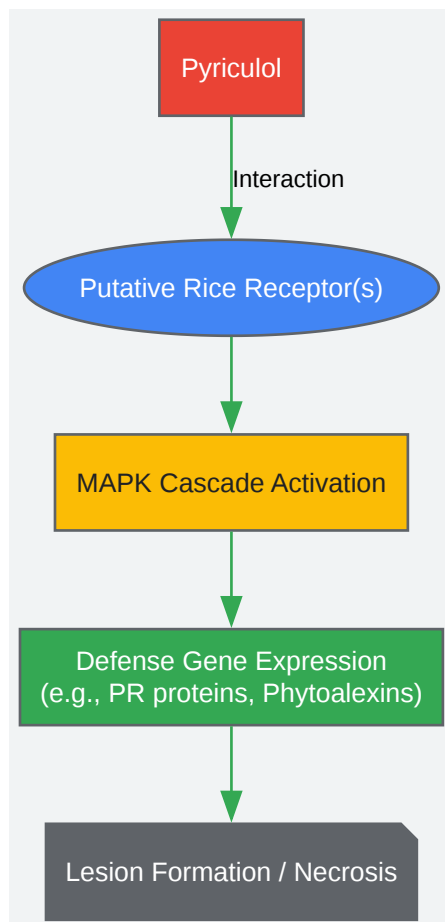 Pyriculol
Interaction
Putative Rice Receptor(s)
MAPK Cascade Activation
Defense Gene Expression
(e.g., PR proteins, Phytoalexins)
Lesion Formation / Necrosis